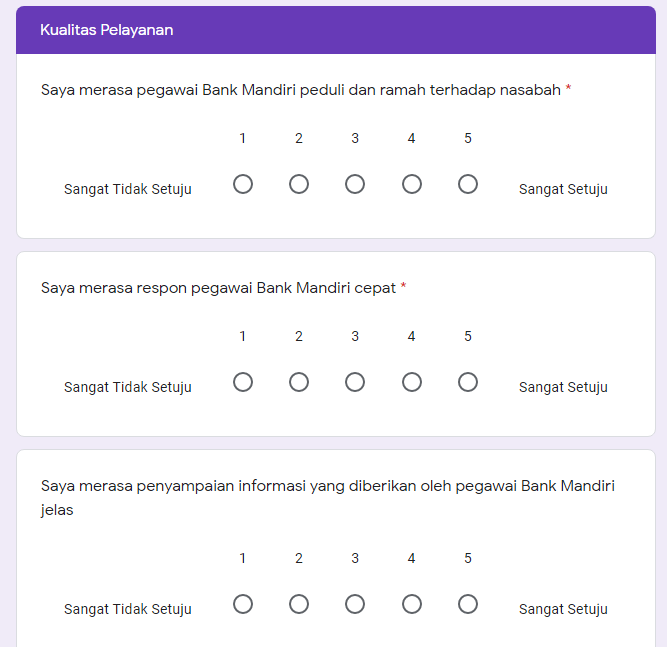 Kualitas Pelayanan
Saya merasa pegawai Bank Mandiri peduli dan ramah terhadap nasabah *
1 2 3 4 5
Sangat Tidak Setuju Sangat Setuju
Saya merasa respon pegawai Bank Mandiri cepat *
1 2 3 4 5
Sangat Tidak Setuju Sangat Setuju
Saya merasa penyampaian informasi yang diberikan oleh pegawai Bank Mandiri
jelas
1 2 3 4 5
Sangat Tidak Setuju Sangat Setuju